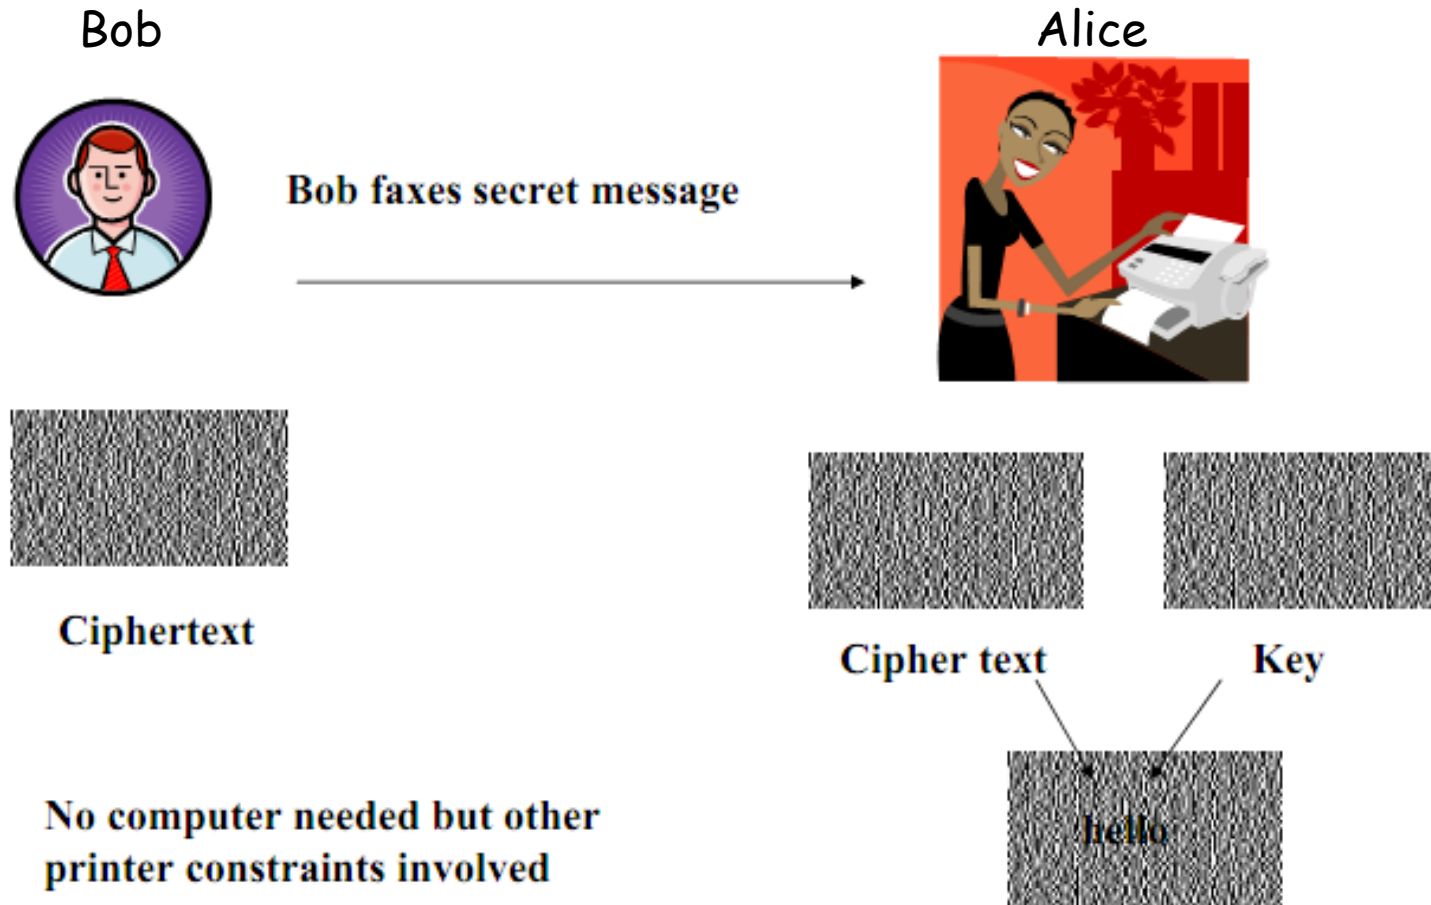 Bob
Alice
Bob faxes secret message
Ciphertext
Cipher text
Key
hello
No computer needed but other
printer constraints involved